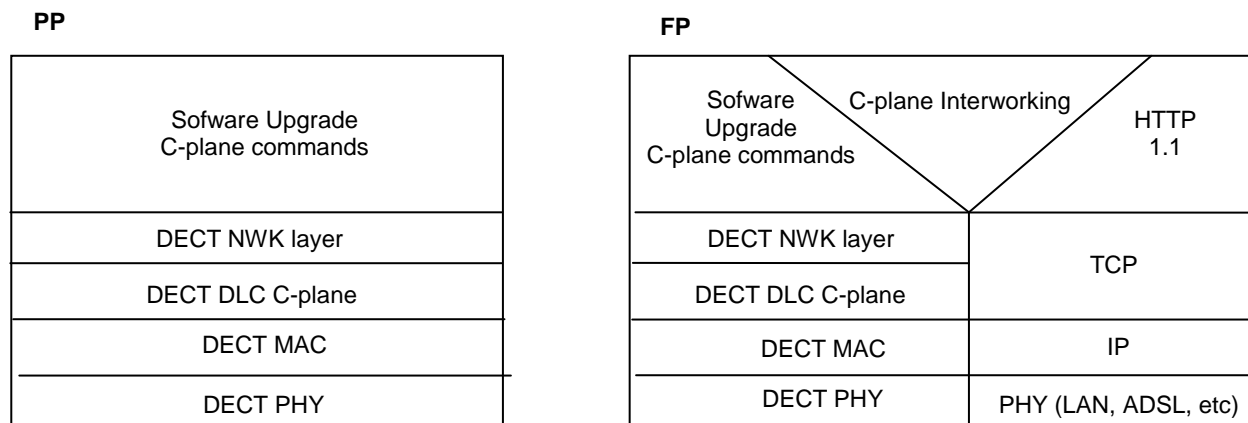 PP
Sofware Upgrade
C-plane commands
DECT NWK layer
DECT DLC C-plane
DECT MAC
DECT PHY
FP
Sofware
Upgrade
C-plane commands
C-plane Interworking
HTTP
1.1
DECT NWK layer
DECT DLC C-plane
TCP
DECT MAC
IP
DECT PHY
PHY (LAN, ADSL, etc)